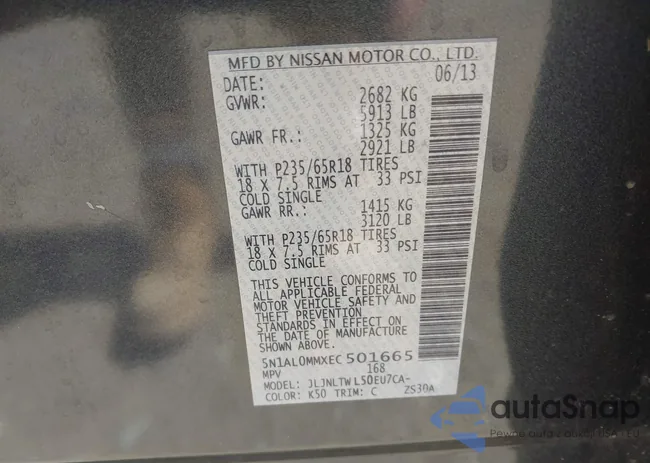 MFD BY NISSAN MOTOR CO., LTD.
DATE: 06/13
GVWR: 2682 KG
5913 LB
GAWR FR.: 1325 KG
2921 LB
WITH P235/65R18 TIRES
18 X 7.5 RIMS AT 33 PSI
COLD SINGLE
GAWR RR.: 1415 KG
3120 LB
WITH P235/65R18 TIRES
18 X 7.5 RIMS AT 33 PSI
COLD SINGLE
THIS VEHICLE CONFORMS TO
ALL APPLICABLE FEDERAL
MOTOR VEHICLE SAFETY AND
THEFT PREVENTION
STANDARDS IN EFFECT ON
THE DATE OF MANUFACTURE
SHOWN ABOVE.
5N1AL0MMXEC501665
MPV 168
MODEL: JLJNLTWL50EU7CA-
COLOR: K50 TRIM: C ZS30A
autoSnap
Pewne auta z